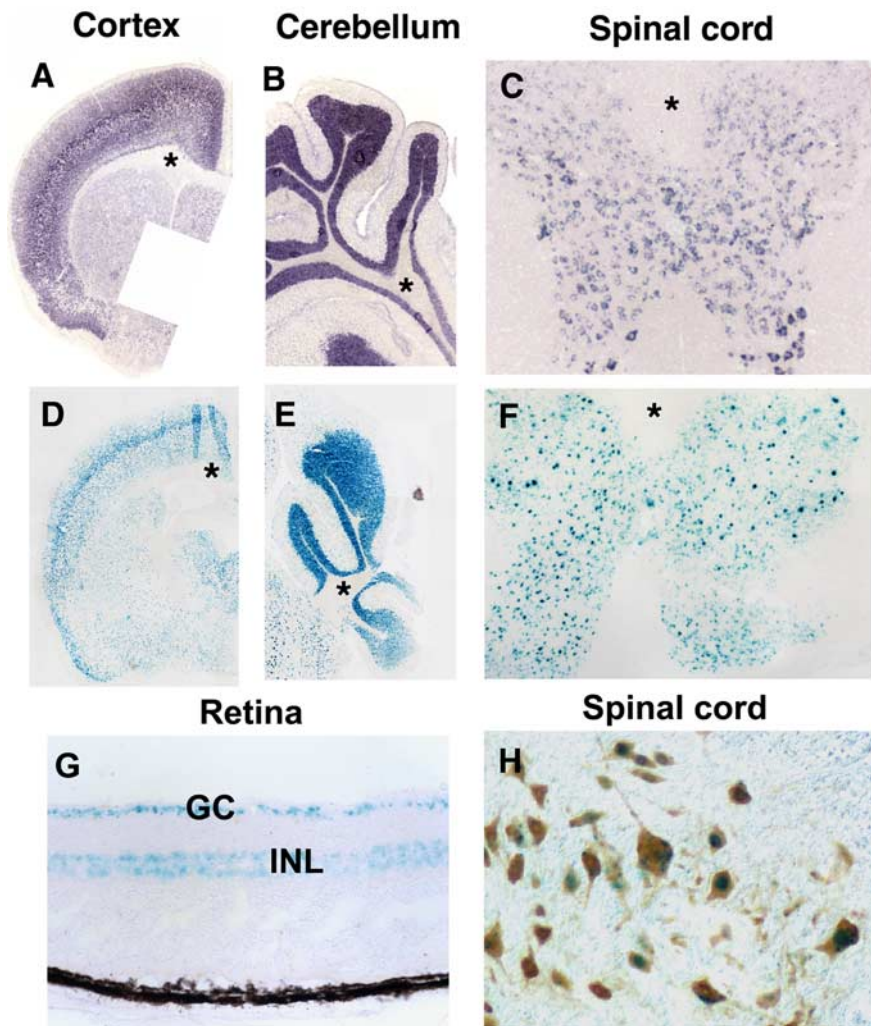 Cortex Cerebellum Spinal cord
A B C
*
* *
D E F
*
*
*
Retina Spinal cord
G H
GC
INL